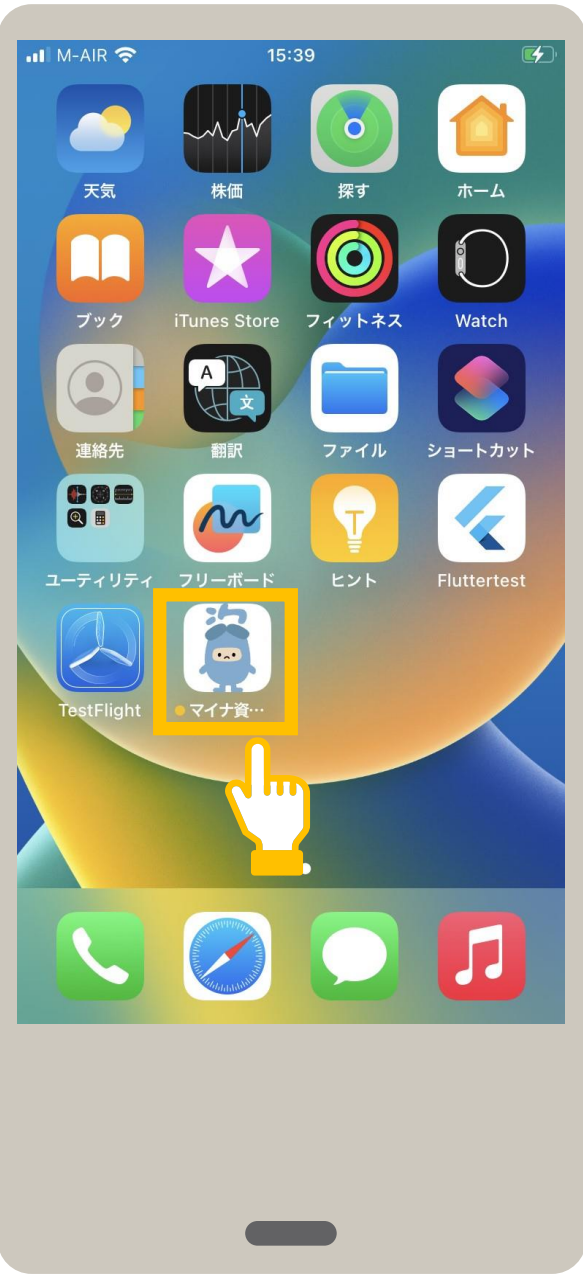 M-AIR 15:39
天気 株価 探す ホーム
ブック iTunes Store フィットネス Watch
A
文
連絡先 翻訳 ファイル ショートカット
ユーティリティ フリーボード ヒント Fluttertest
TestFlight マイナ資…